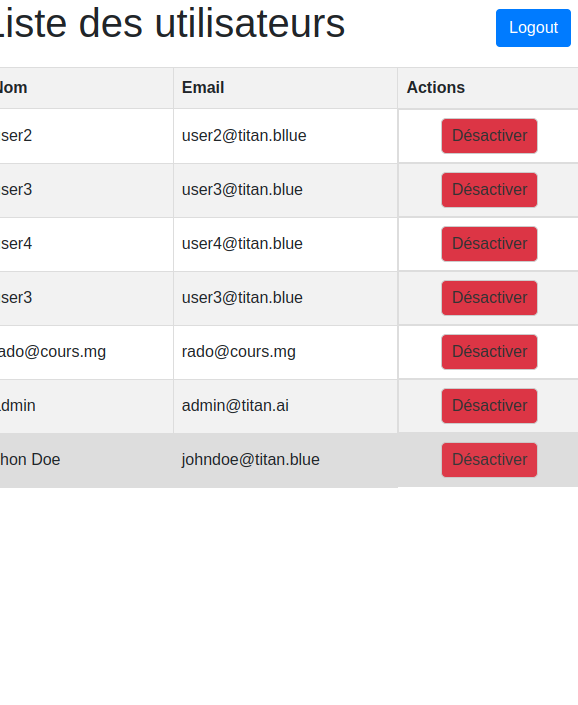 Liste des utilisateurs Logout
Nom Email Actions
ser2 user2@titan.bllue Désactiver
ser3 user3@titan.blue Désactiver
ser4 user4@titan.blue Désactiver
ser3 user3@titan.blue Désactiver
ado@cours.mg rado@cours.mg Désactiver
dmin admin@titan.ai Désactiver
hon Doe johndoe@titan.blue Désactiver